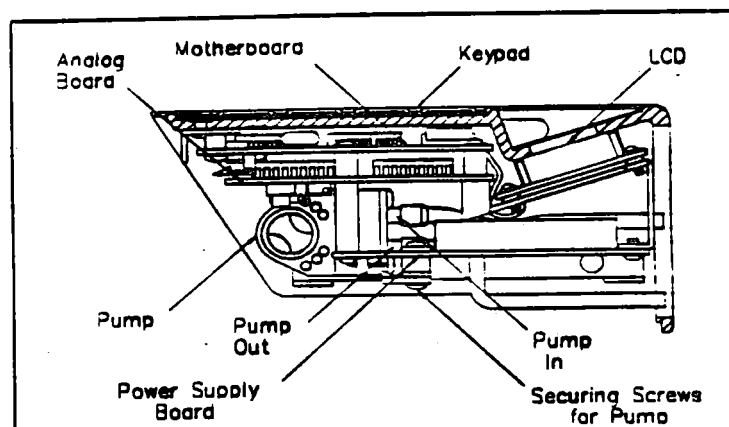 Motherboard
Keypad
LCD
Analog
Board
Pump
Pump
Out
Pump
In
Power Supply
Board
Securing Screws
for Pump